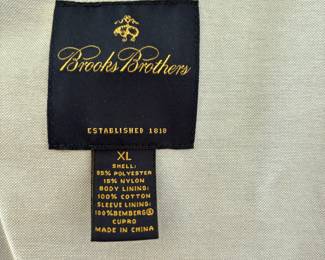 Brooks Brothers
ESTABLISHED 1818
XL
SHELL:
85% POLYESTER
15% NYLON
BODY LINING:
100% COTTON
SLEEVE LINING:
100%BEMBERG®
CUPRO
MADE IN CHINA